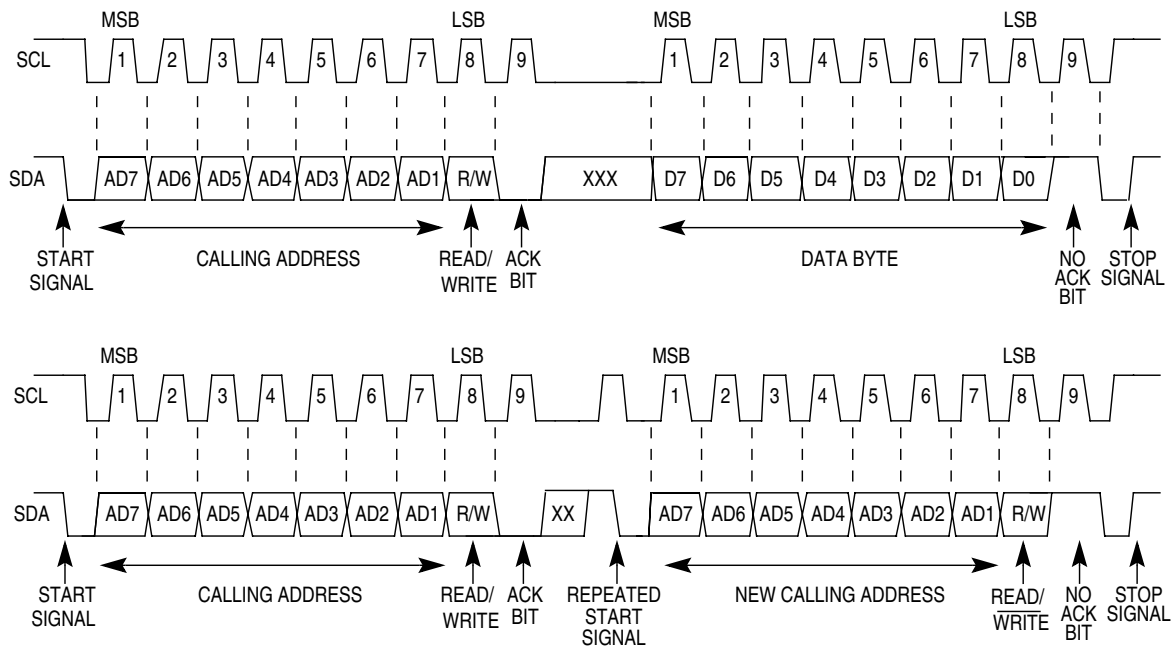 MSB LSB MSB LSB
SCL 1 2 3 4 5 6 7 8 9 1 2 3 4 5 6 7 8 9
SDA AD7 AD6 AD5 AD4 AD3 AD2 AD1 R/W XXX D7 D6 D5 D4 D3 D2 D1 D0
START
SIGNAL
CALLING ADDRESS
READ/
WRITE
ACK
BIT
DATA BYTE
NO
ACK
BIT
STOP
SIGNAL
MSB LSB MSB LSB
SCL 1 2 3 4 5 6 7 8 9 1 2 3 4 5 6 7 8 9
SDA AD7 AD6 AD5 AD4 AD3 AD2 AD1 R/W XX AD7 AD6 AD5 AD4 AD3 AD2 AD1 R/W
START
SIGNAL
CALLING ADDRESS
READ/
WRITE
ACK
BIT
REPEATED
START
SIGNAL
NEW CALLING ADDRESS
READ/
WRITE
NO
ACK
BIT
STOP
SIGNAL